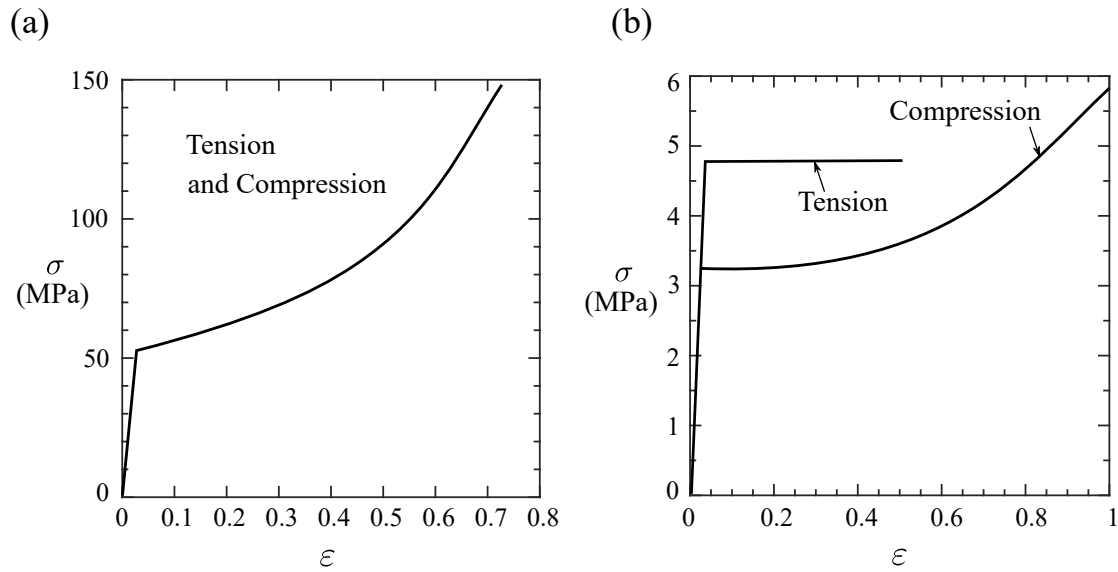 (a)
150
100
50
0
σ
(MPa)
Tension
and Compression
0 0.1 0.2 0.3 0.4 0.5 0.6 0.7 0.8
ε
(b)
6
5
4
3
2
1
0
σ
(MPa)
Compression
Tension
0 0.2 0.4 0.6 0.8 1
ε